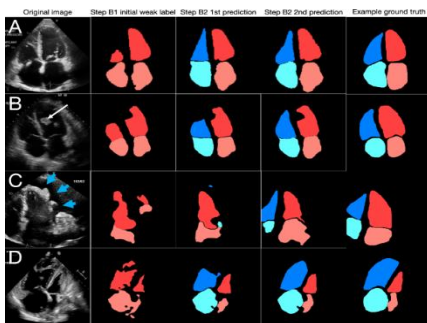 Original image Step B1 initial weak label Step B2 1st prediction Step B2 2nd prediction Example ground truth
A
B
C
D